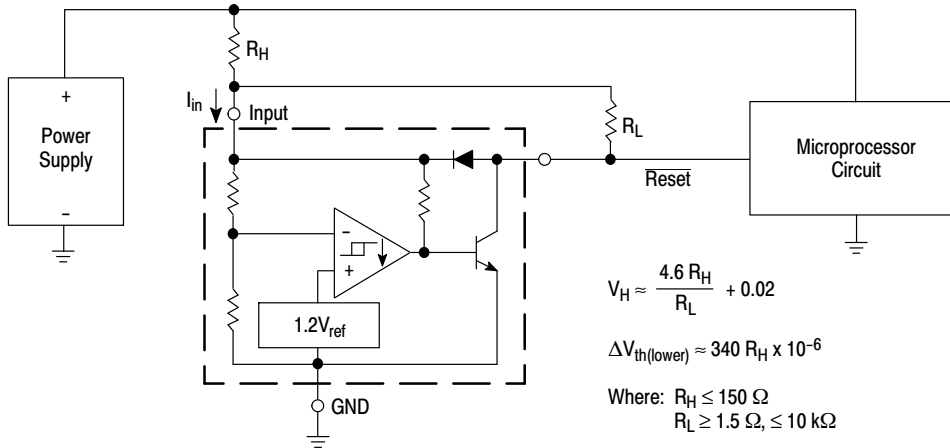 R_H
I_in
Input
+
Power
Supply
−
R_L
Microprocessor
Circuit
Reset
−
+
1.2V_ref
GND
V_H ≈ 4.6 R_H / R_L + 0.02
ΔV_th(lower) ≈ 340 R_H x 10^−6
Where: R_H ≤ 150 Ω
R_L ≥ 1.5 Ω, ≤ 10 kΩ